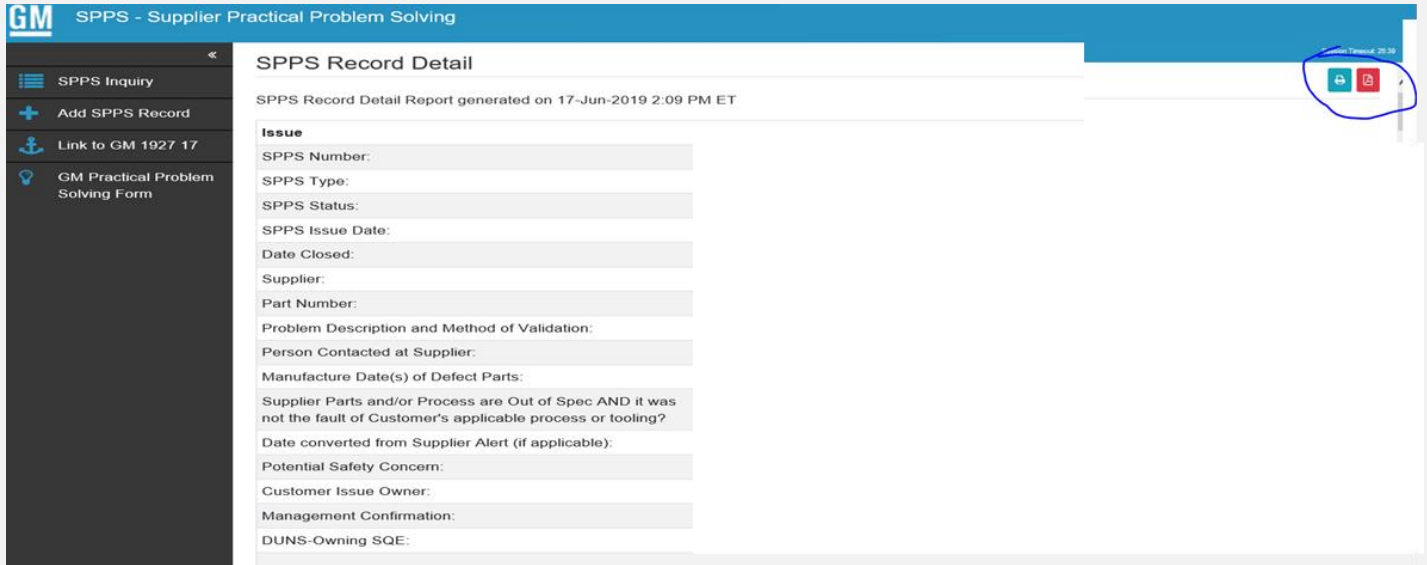 GM SPPS - Supplier Practical Problem Solving
Session Timeout: 25:39
«
SPPS Inquiry
Add SPPS Record
Link to GM 1927 17
GM Practical Problem
Solving Form
SPPS Record Detail
SPPS Record Detail Report generated on 17-Jun-2019 2:09 PM ET
Issue
SPPS Number:
SPPS Type:
SPPS Status:
SPPS Issue Date:
Date Closed:
Supplier:
Part Number:
Problem Description and Method of Validation:
Person Contacted at Supplier:
Manufacture Date(s) of Defect Parts:
Supplier Parts and/or Process are Out of Spec AND it was
not the fault of Customer's applicable process or tooling?
Date converted from Supplier Alert (if applicable):
Potential Safety Concern:
Customer Issue Owner:
Management Confirmation:
DUNS-Owning SQE: